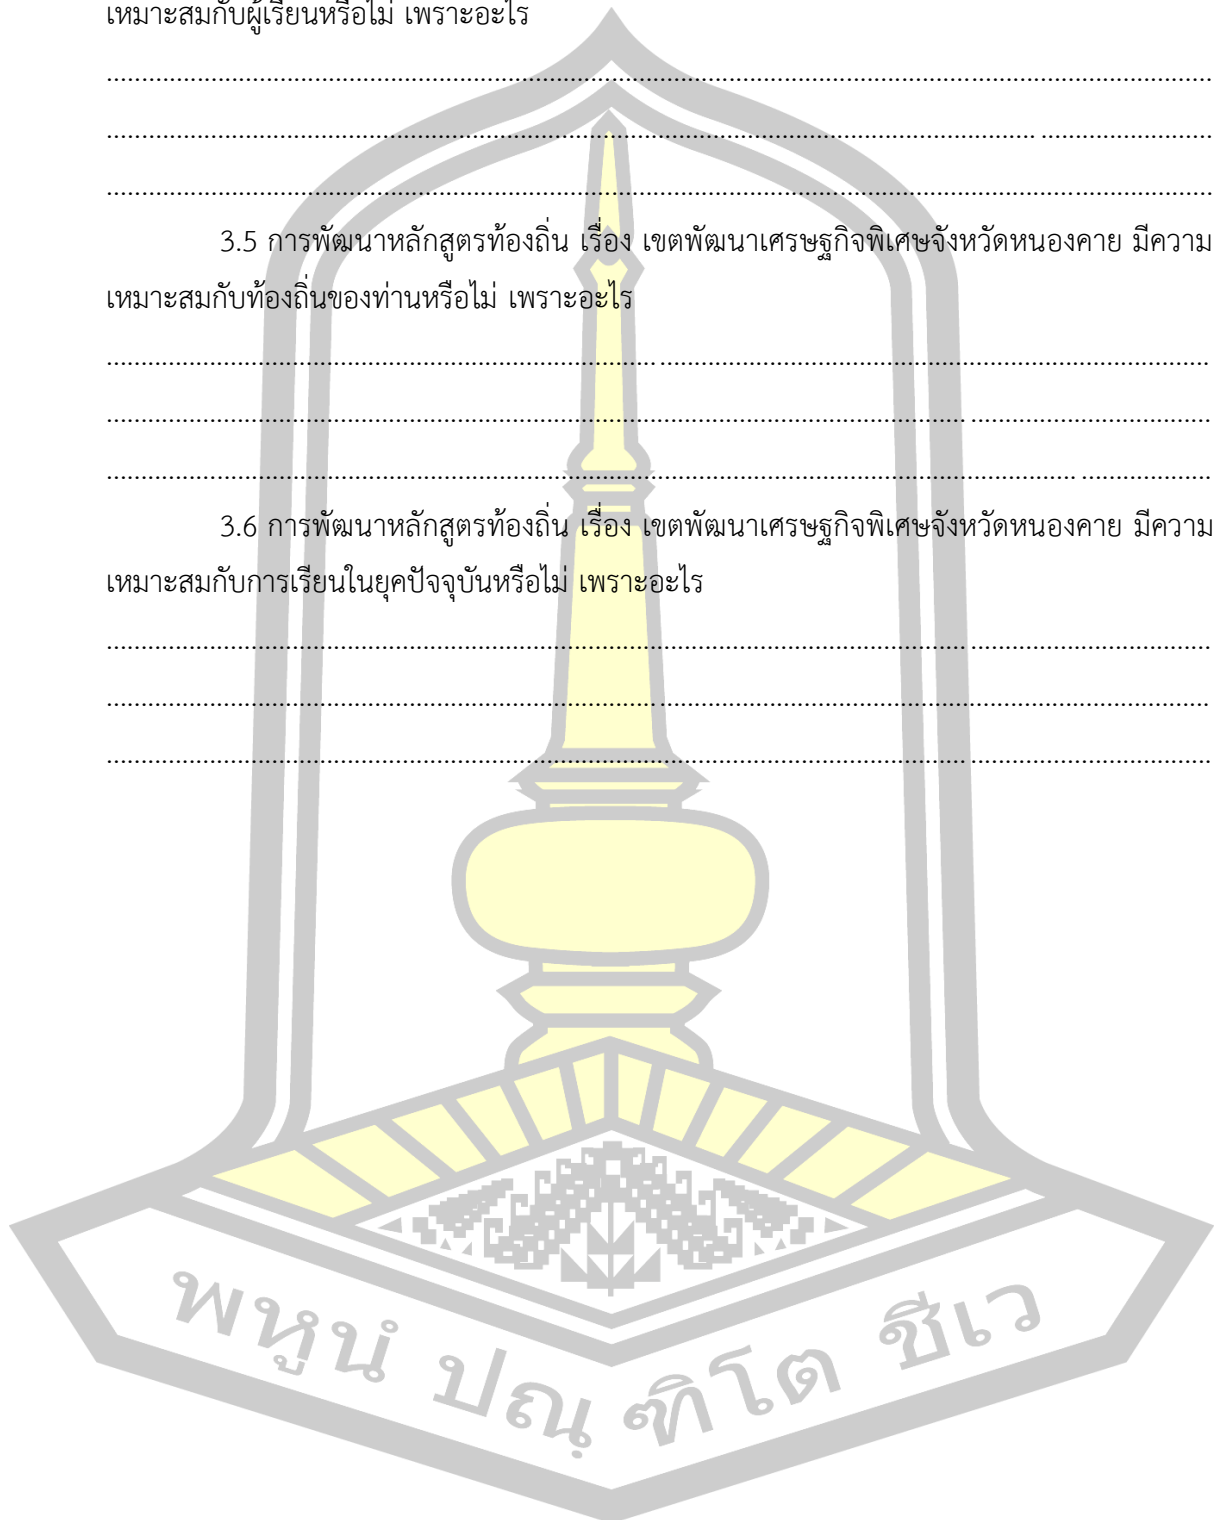 เหมาะสมกับผู้เรียนหรือไม่ เพราะอะไร
................................................................................
................................................................................
................................................................................
3.5 การพัฒนาหลักสูตรท้องถิ่น เรื่อง เขตพัฒนาเศรษฐกิจพิเศษจังหวัดหนองคาย มีความ
เหมาะสมกับท้องถิ่นของท่านหรือไม่ เพราะอะไร
................................................................................
................................................................................
................................................................................
3.6 การพัฒนาหลักสูตรท้องถิ่น เรื่อง เขตพัฒนาเศรษฐกิจพิเศษจังหวัดหนองคาย มีความ
เหมาะสมกับการเรียนในยุคปัจจุบันหรือไม่ เพราะอะไร
................................................................................
................................................................................
................................................................................
พหูนํ ปณฺฑิโต ชีเว